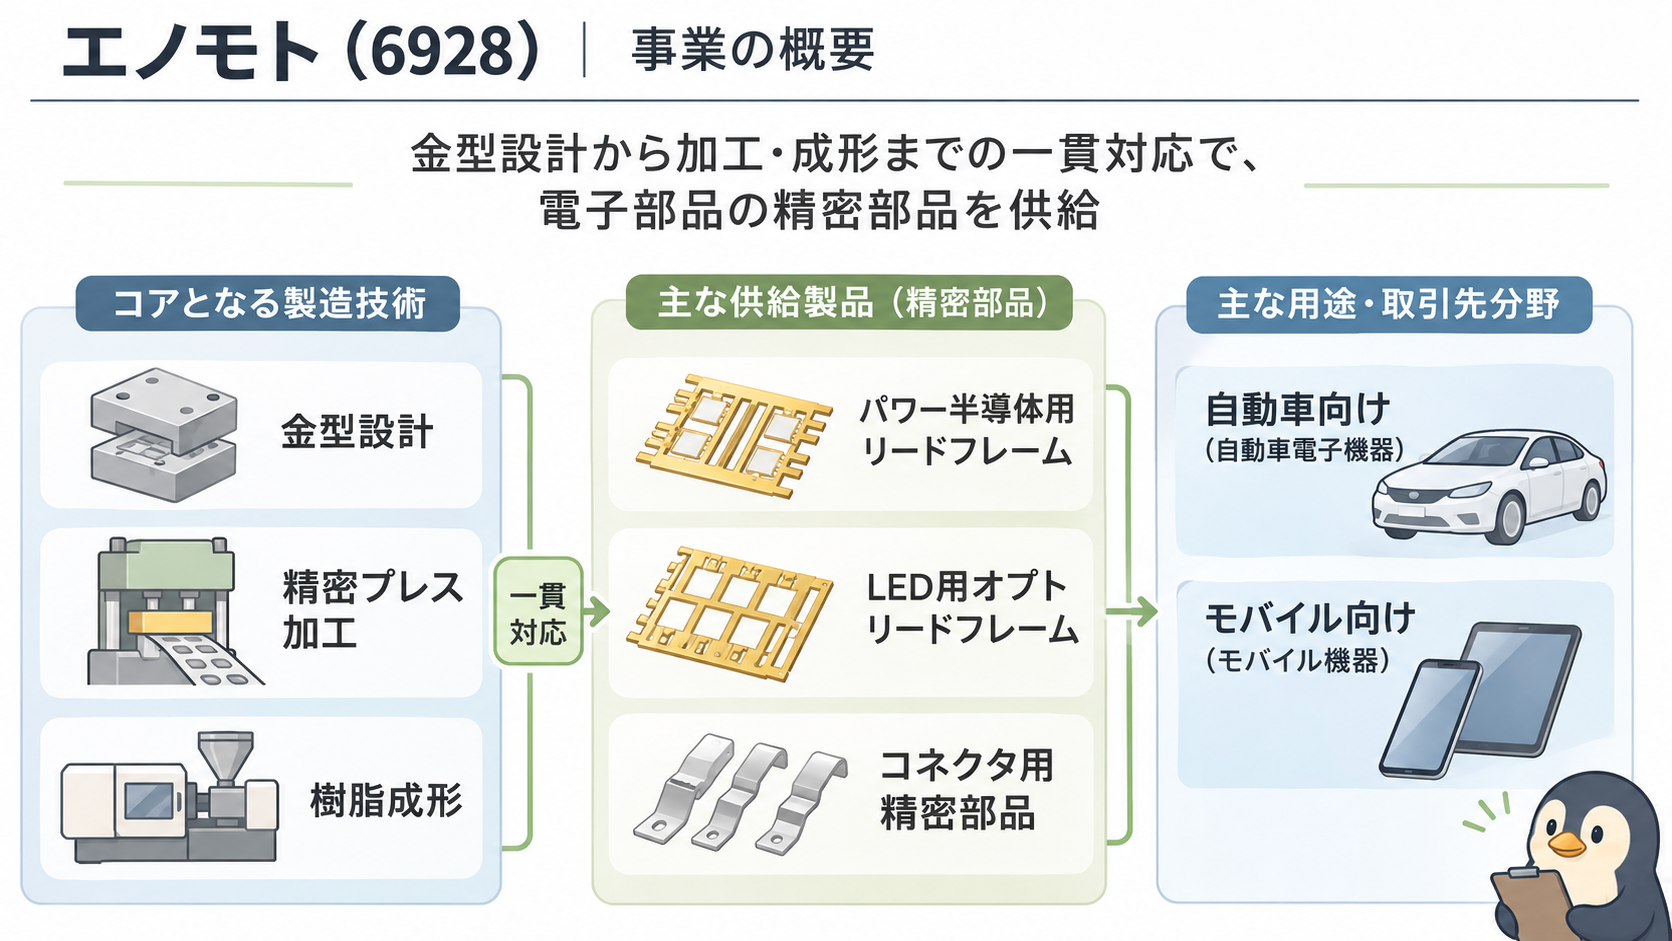 エノモト（6928）｜事業の概要
金型設計から加工・成形までの一貫対応で、
電子部品の精密部品を供給
コアとなる製造技術
金型設計
精密プレス
加工
樹脂成形
一貫
対応
主な供給製品（精密部品）
パワー半導体用
リードフレーム
LED用オプト
リードフレーム
コネクタ用
精密部品
主な用途・取引先分野
自動車向け
（自動車電子機器）
モバイル向け
（モバイル機器）